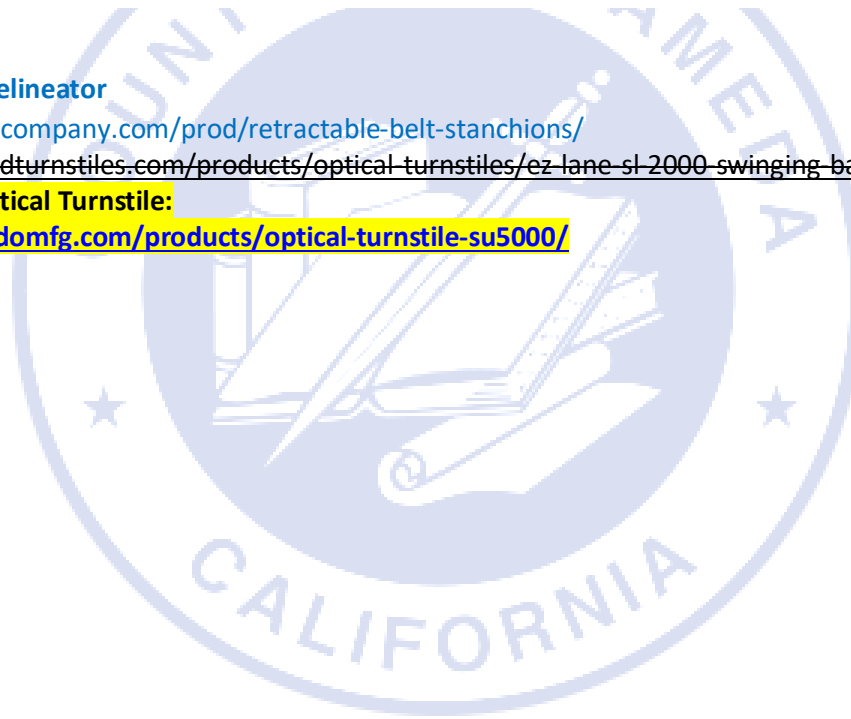 elineator
company.com/prod/retractable-belt-stanchions/
dturnstiles.com/products/optical-turnstiles/ez-lane-sl-2000-swinging-ba
tical Turnstile:
domfg.com/products/optical-turnstile-su5000/
CALIFORNIA